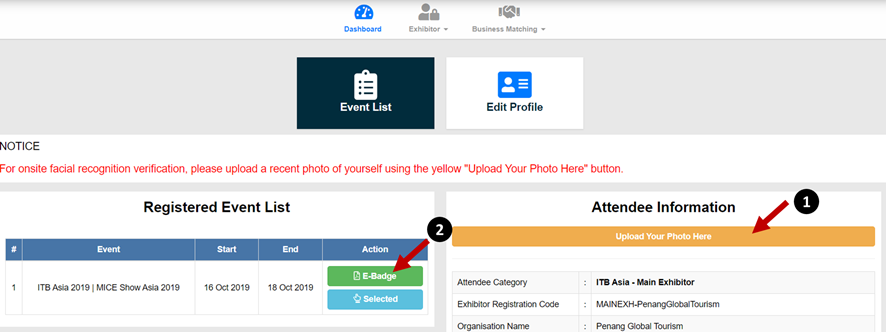 Dashboard
Exhibitor
Business Matching
Event List
Edit Profile
NOTICE
For onsite facial recognition verification, please upload a recent photo of yourself using the yellow "Upload Your Photo Here" button.
Registered Event List
2
# Event Start End Action
1 ITB Asia 2019 | MICE Show Asia 2019 16 Oct 2019 18 Oct 2019 E-Badge
Selected
Attendee Information
1
Upload Your Photo Here
Attendee Category : ITB Asia - Main Exhibitor
Exhibitor Registration Code : MAINEXH-PenangGlobalTourism
Organisation Name : Penang Global Tourism